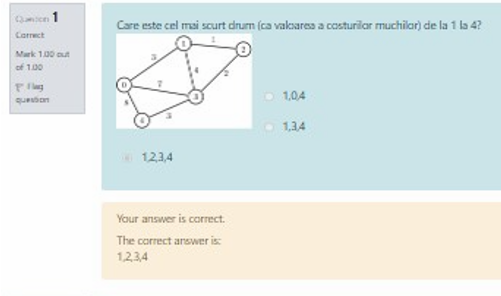 Question 1
Correct
Mark 1.00 out
of 1.00
Flag
question
Care este cel mai scurt drum (ca valoarea a costurilor muchilor) de la 1 la 4?
1
1
2
3
4
2
0
7
3
3
4
1,0,4
1,3,4
1,2,3,4
Your answer is correct.
The correct answer is:
1,2,3,4